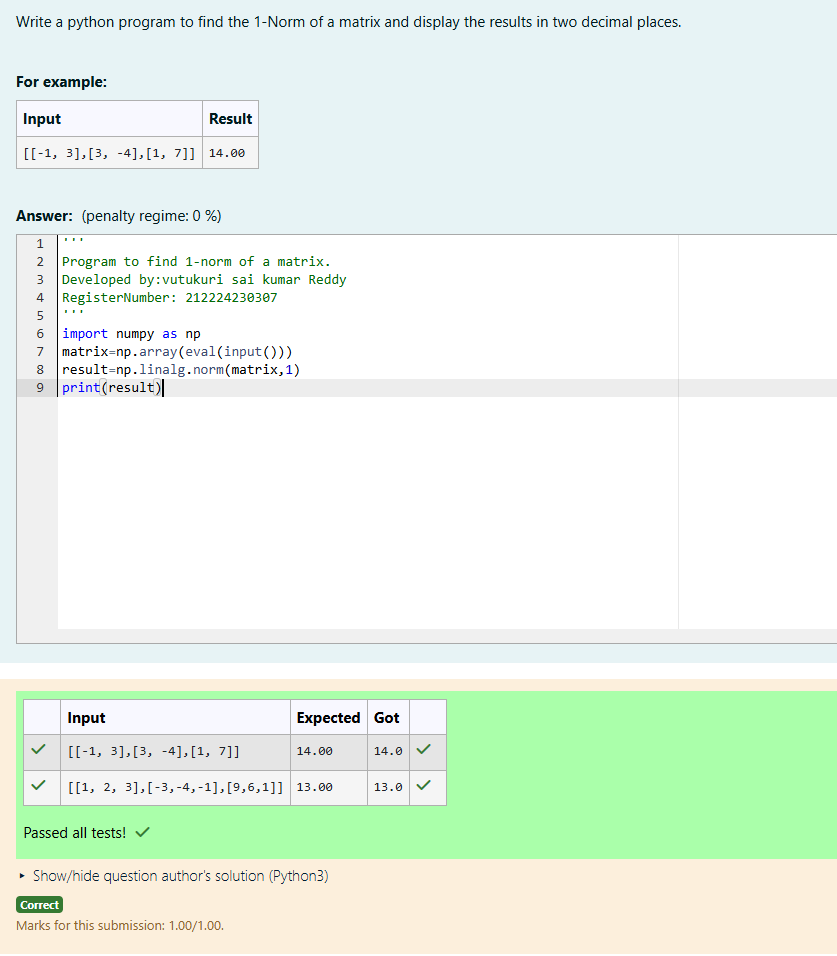 Write a python program to find the 1-Norm of a matrix and display the results in two decimal places.
For example:
Input Result
[[-1, 3],[3, -4],[1, 7]] 14.00
Answer: (penalty regime: 0 %)
1 '''
2 Program to find 1-norm of a matrix.
3 Developed by:vutukuri sai kumar Reddy
4 RegisterNumber: 212224230307
5 '''
6 import numpy as np
7 matrix=np.array(eval(input()))
8 result=np.linalg.norm(matrix,1)
9 print(result)
Input Expected Got
[[-1, 3],[3, -4],[1, 7]] 14.00 14.0
[[1, 2, 3],[-3,-4,-1],[9,6,1]] 13.00 13.0
Passed all tests!
Show/hide question author's solution (Python3)
Correct
Marks for this submission: 1.00/1.00.